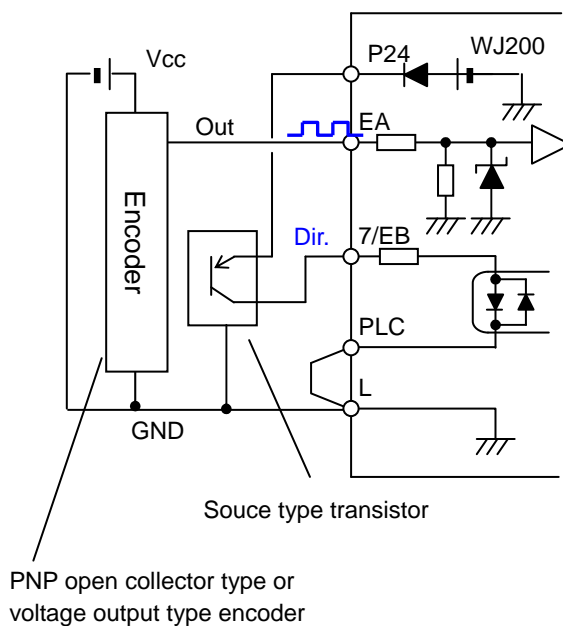 Vcc
P24
WJ200
Out
EA
Encoder
Dir.
7/EB
PLC
L
GND
Souce type transistor
PNP open collector type or
voltage output type encoder